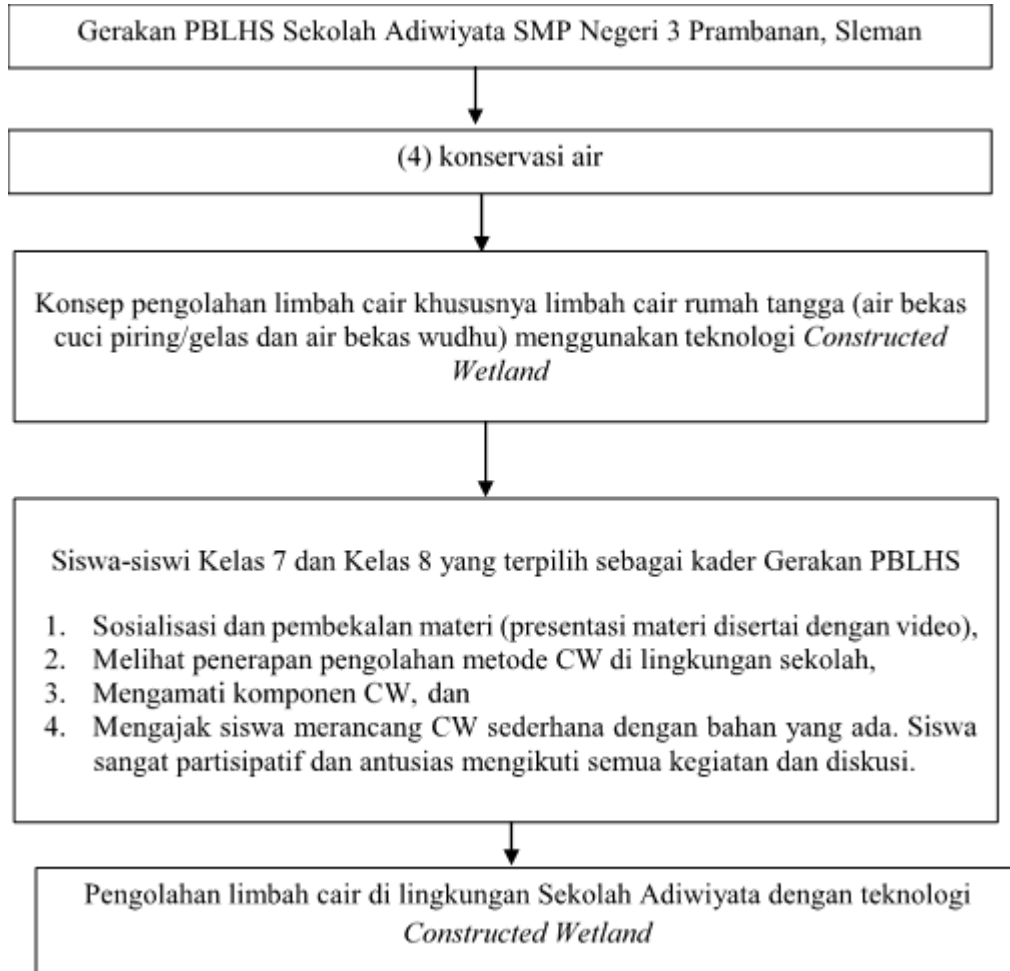 Gerakan PBLHS Sekolah Adiwiyata SMP Negeri 3 Prambanan, Sleman
(4) konservasi air
Konsep pengolahan limbah cair khususnya limbah cair rumah tangga (air bekas
cuci piring/gelas dan air bekas wudhu) menggunakan teknologi Constructed
Wetland
Siswa-siswi Kelas 7 dan Kelas 8 yang terpilih sebagai kader Gerakan PBLHS
1. Sosialisasi dan pembekalan materi (presentasi materi disertai dengan video),
2. Melihat penerapan pengolahan metode CW di lingkungan sekolah,
3. Mengamati komponen CW, dan
4. Mengajak siswa merancang CW sederhana dengan bahan yang ada. Siswa
sangat partisipatif dan antusias mengikuti semua kegiatan dan diskusi.
Pengolahan limbah cair di lingkungan Sekolah Adiwiyata dengan teknologi
Constructed Wetland